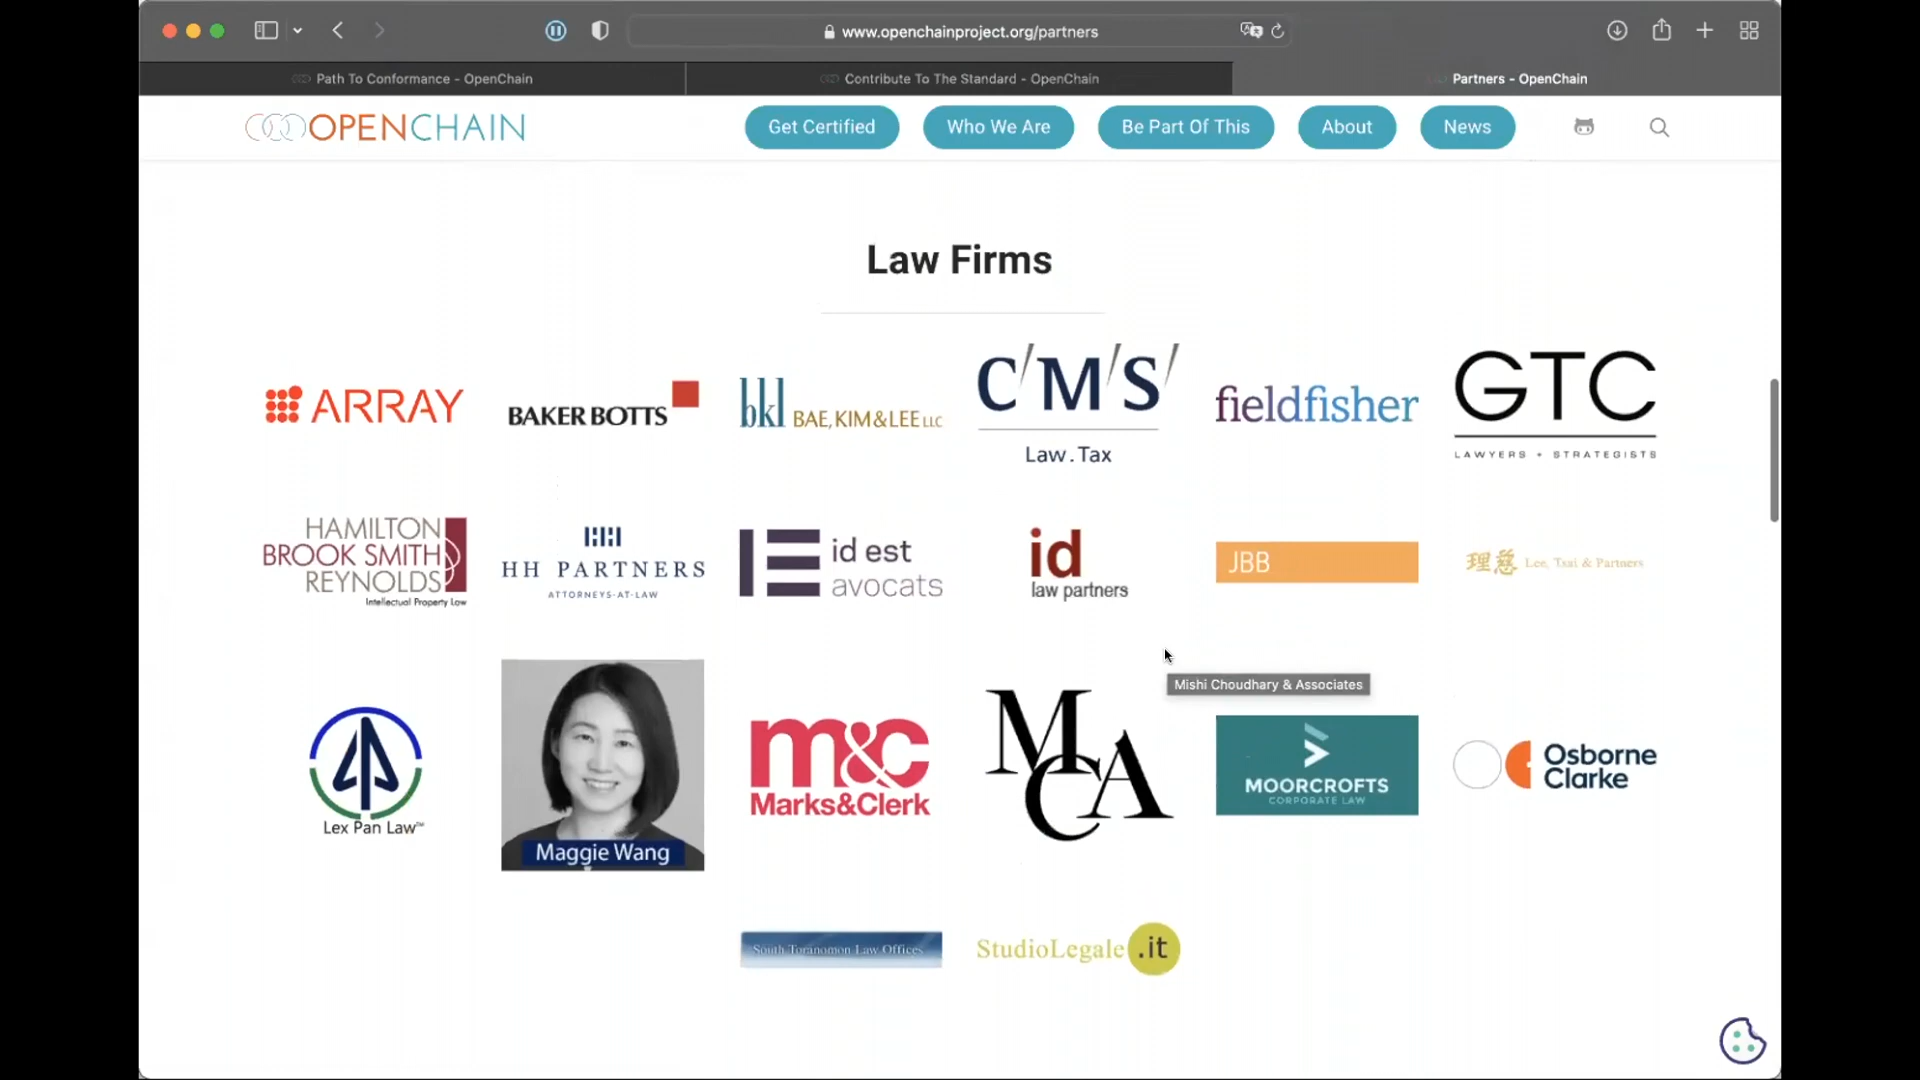 www.openchainproject.org/partners
Path To Conformance - OpenChain
Contribute To The Standard - OpenChain
Partners - OpenChain
OPENCHAIN
Get Certified
Who We Are
Be Part Of This
About
News
Law Firms
ARRAY
BAKER BOTTS
bkl BAE, KIM & LEE LLC
C/M/S/
Law.Tax
fieldfisher
GTC
LAWYERS + STRATEGISTS
HAMILTON
BROOK SMITH
REYNOLDS
Intellectual Property Law
HH PARTNERS
ATTORNEYS-AT-LAW
id est
avocats
id
law partners
JBB
理慈 Lee, Tsai & Partners
Mishi Choudhary & Associates
Lex Pan Law™
Maggie Wang
m&c
Marks&Clerk
MCA
MOORCROFTS
CORPORATE LAW
Osborne
Clarke
South Toranomon Law Offices
StudioLegale.it